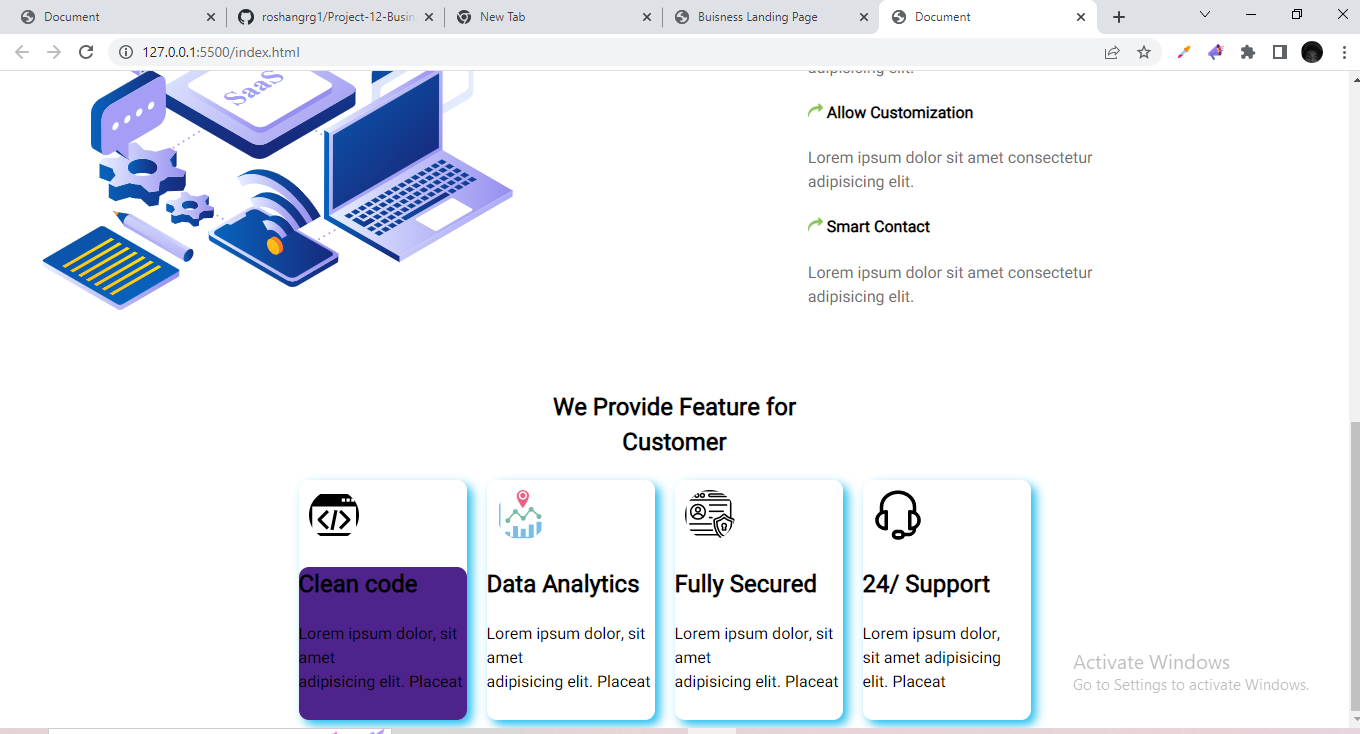 Document
roshangrg1/Project-12-Busin
New Tab
Buisness Landing Page
Document
127.0.0.1:5500/index.html
SaaS
adipisicing elit.
Allow Customization
Lorem ipsum dolor sit amet consectetur
adipisicing elit.
Smart Contact
Lorem ipsum dolor sit amet consectetur
adipisicing elit.
We Provide Feature for
Customer
Clean code
Lorem ipsum dolor, sit
amet
adipisicing elit. Placeat
Data Analytics
Lorem ipsum dolor, sit
amet
adipisicing elit. Placeat
Fully Secured
Lorem ipsum dolor, sit
amet
adipisicing elit. Placeat
24/ Support
Lorem ipsum dolor,
sit amet adipisicing
elit. Placeat
Activate Windows
Go to Settings to activate Windows.